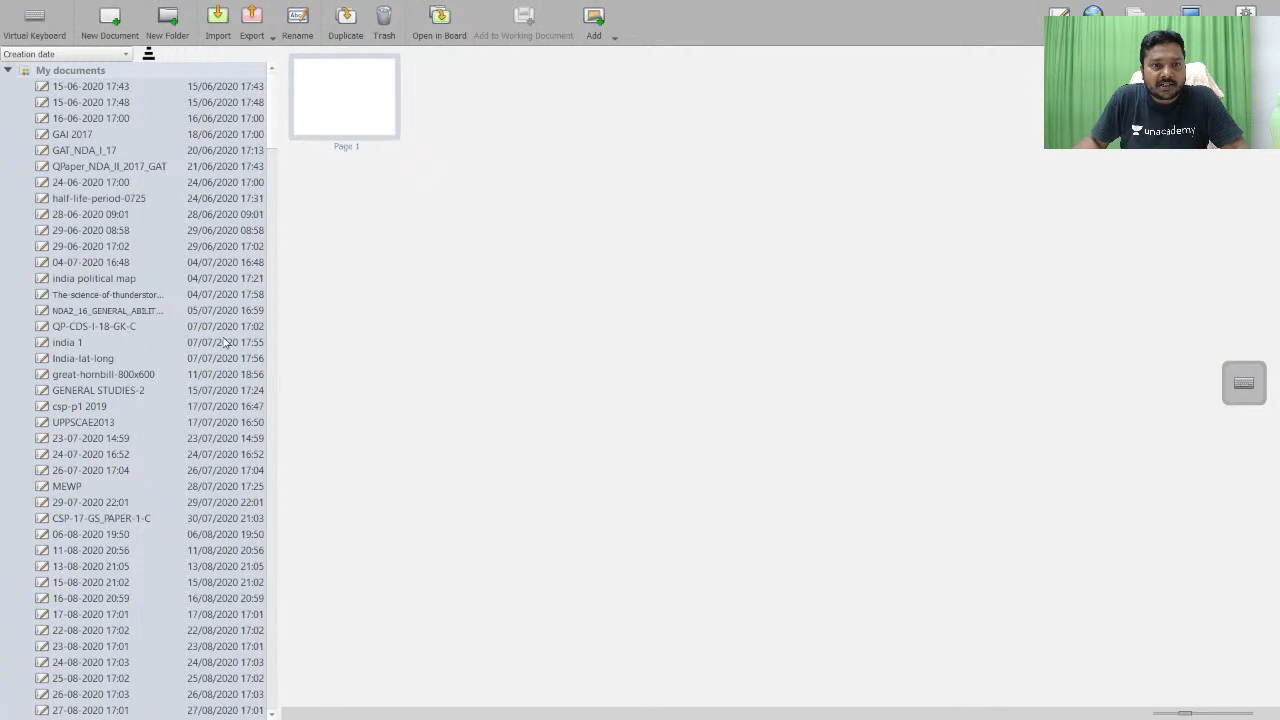 Virtual Keyboard New Document New Folder Import Export Rename Duplicate Trash Open in Board Add to Working Document Add
Creation date
My documents
15-06-2020 17:43 15/06/2020 17:43
15-06-2020 17:48 15/06/2020 17:48
16-06-2020 17:00 16/06/2020 17:00
GAI 2017 18/06/2020 17:00
GAT_NDA_I_17 20/06/2020 17:13
QPaper_NDA_II_2017_GAT 21/06/2020 17:43
24-06-2020 17:00 24/06/2020 17:00
half-life-period-0725 24/06/2020 17:31
28-06-2020 09:01 28/06/2020 09:01
29-06-2020 08:58 29/06/2020 08:58
29-06-2020 17:02 29/06/2020 17:02
04-07-2020 16:48 04/07/2020 16:48
india political map 04/07/2020 17:21
The-science-of-thunderstor... 04/07/2020 17:58
NDA2_16_GENERAL_ABILIT... 05/07/2020 16:59
QP-CDS-I-18-GK-C 07/07/2020 17:02
india 1 07/07/2020 17:55
India-lat-long 07/07/2020 17:56
great-hornbill-800x600 11/07/2020 18:56
GENERAL STUDIES-2 15/07/2020 17:24
csp-p1 2019 17/07/2020 16:47
UPPSCAE2013 17/07/2020 16:50
23-07-2020 14:59 23/07/2020 14:59
24-07-2020 16:52 24/07/2020 16:52
26-07-2020 17:04 26/07/2020 17:04
MEWP 28/07/2020 17:25
29-07-2020 22:01 29/07/2020 22:01
CSP-17-GS_PAPER-1-C 30/07/2020 21:03
06-08-2020 19:50 06/08/2020 19:50
11-08-2020 20:56 11/08/2020 20:56
13-08-2020 21:05 13/08/2020 21:05
15-08-2020 21:02 15/08/2020 21:02
16-08-2020 20:59 16/08/2020 20:59
17-08-2020 17:01 17/08/2020 17:01
22-08-2020 17:02 22/08/2020 17:02
23-08-2020 17:01 23/08/2020 17:01
24-08-2020 17:03 24/08/2020 17:03
25-08-2020 17:02 25/08/2020 17:02
26-08-2020 17:03 26/08/2020 17:03
27-08-2020 17:01 27/08/2020 17:01
Page 1
unacademy